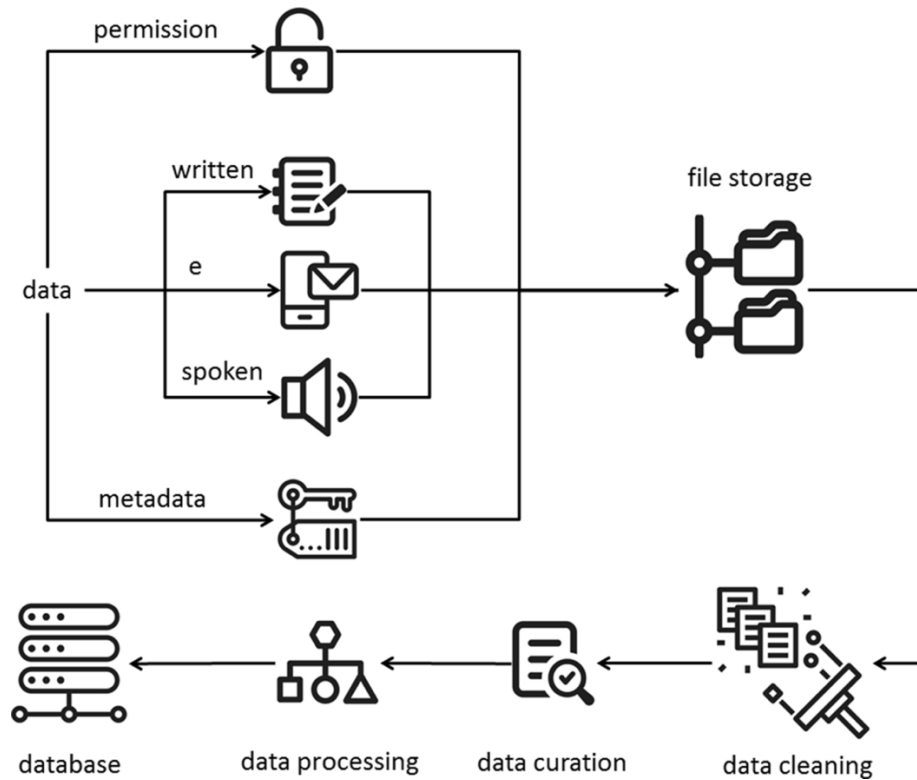 permission
written
file storage
e
data
spoken
metadata
database
data processing
data curation
data cleaning